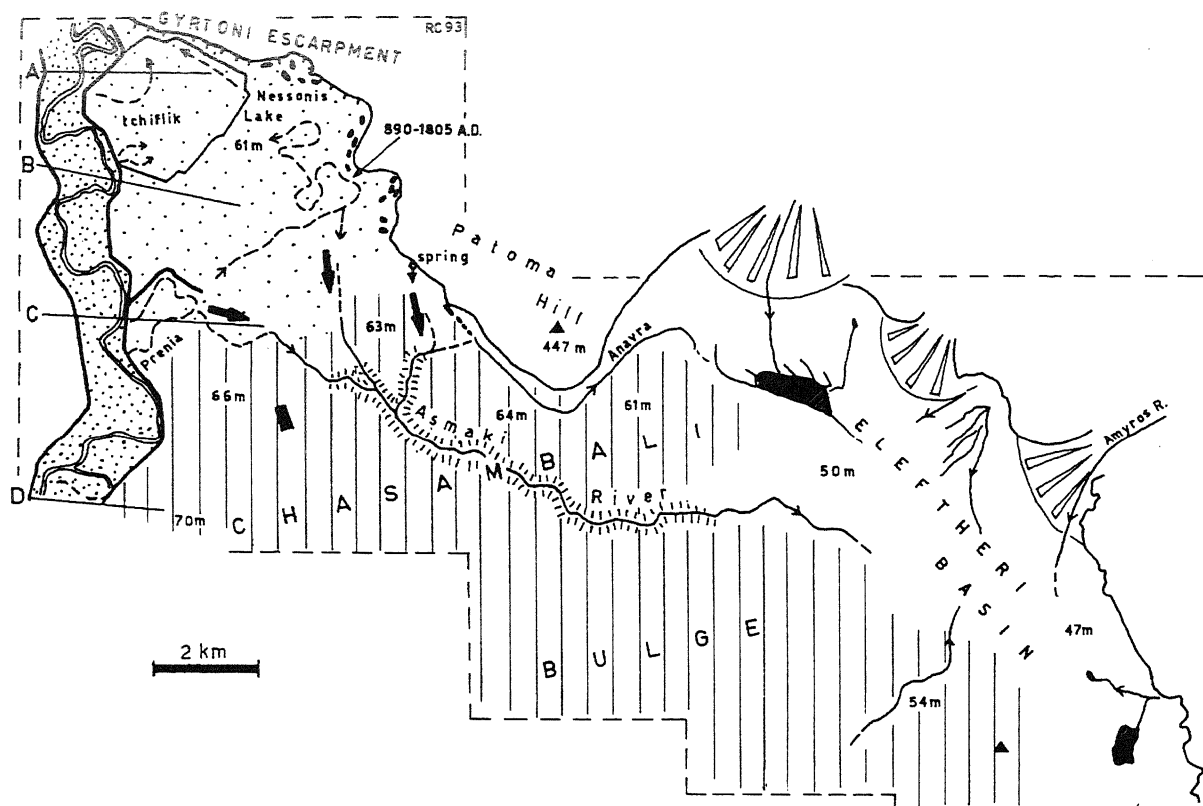 GYRTONI ESCARPMENT
RC93
A
Nessonis
Lake
tchiflik
61m
890-1805 A.D.
B
Patoma
Hill
spring
447 m
C
63m
Prenia
Anavra
66m
64m
61m
Asmaki
River
Amyros R.
50m
ELEFTHERI
BASIN
D
70m
CHASAMBALI
BULGE
47m
2 km
54m